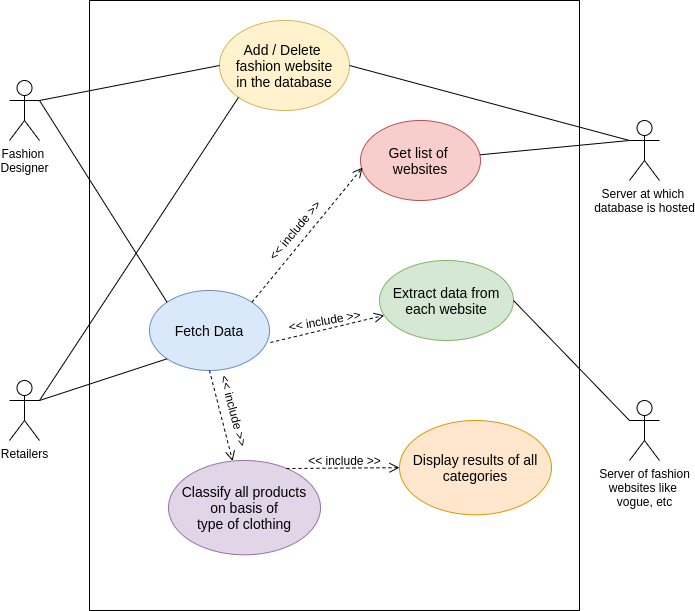 Add / Delete
fashion website
in the database
Fashion
Designer
Get list of
websites
Server at which
database is hosted
<< include >>
Extract data from
each website
<< include >>
Fetch Data
<< include >>
Retailers
<< include >>
Display results of all
categories
Server of fashion
websites like
vogue, etc
Classify all products
on basis of
type of clothing